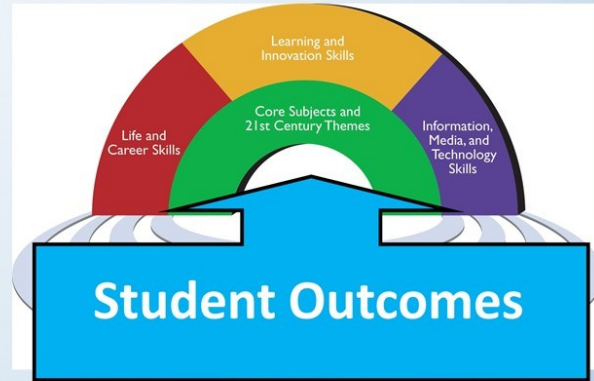 Learning and
Innovation Skills
Core Subjects and
21st Century Themes
Life and
Career Skills
Information,
Media, and
Technology
Skills
Student Outcomes